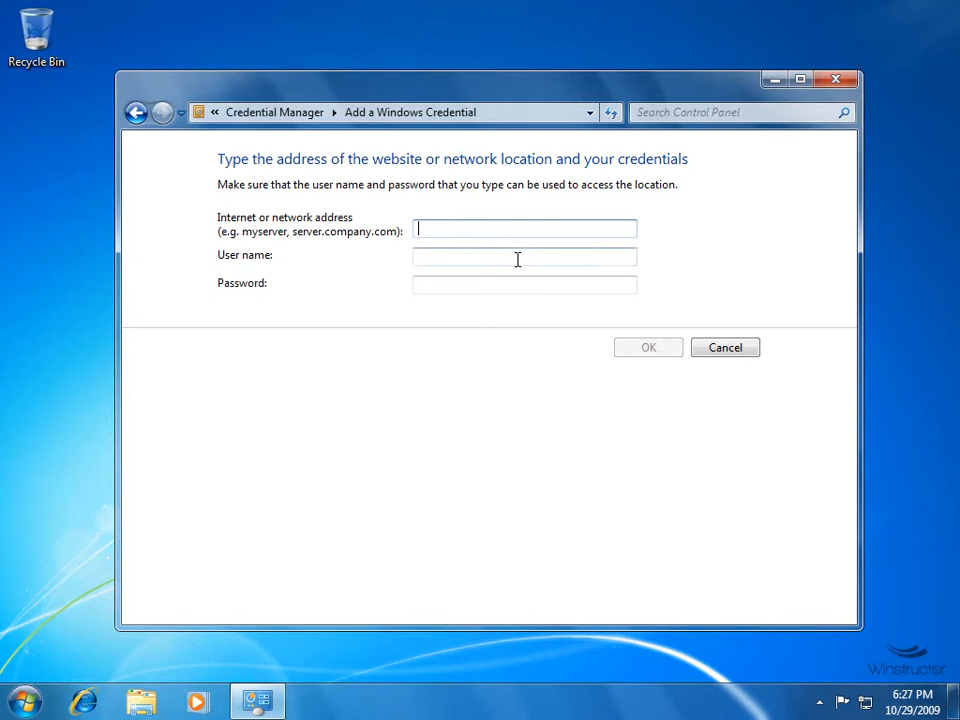 Recycle Bin
« Credential Manager Add a Windows Credential
Search Control Panel
Type the address of the website or network location and your credentials
Make sure that the user name and password that you type can be used to access the location.
Internet or network address
(e.g. myserver, server.company.com):
User name:
Password:
OK Cancel
Winstructor
6:27 PM
10/29/2009